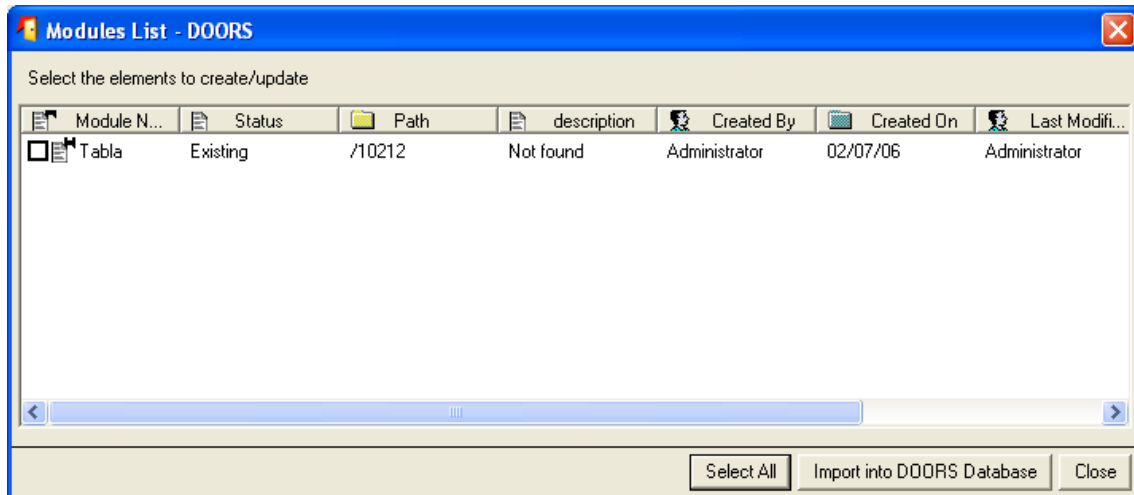 Modules List - DOORS
Select the elements to create/update
Module N... Status Path description Created By Created On Last Modifi...
Tabla Existing /10212 Not found Administrator 02/07/06 Administrator
Select All Import into DOORS Database Close